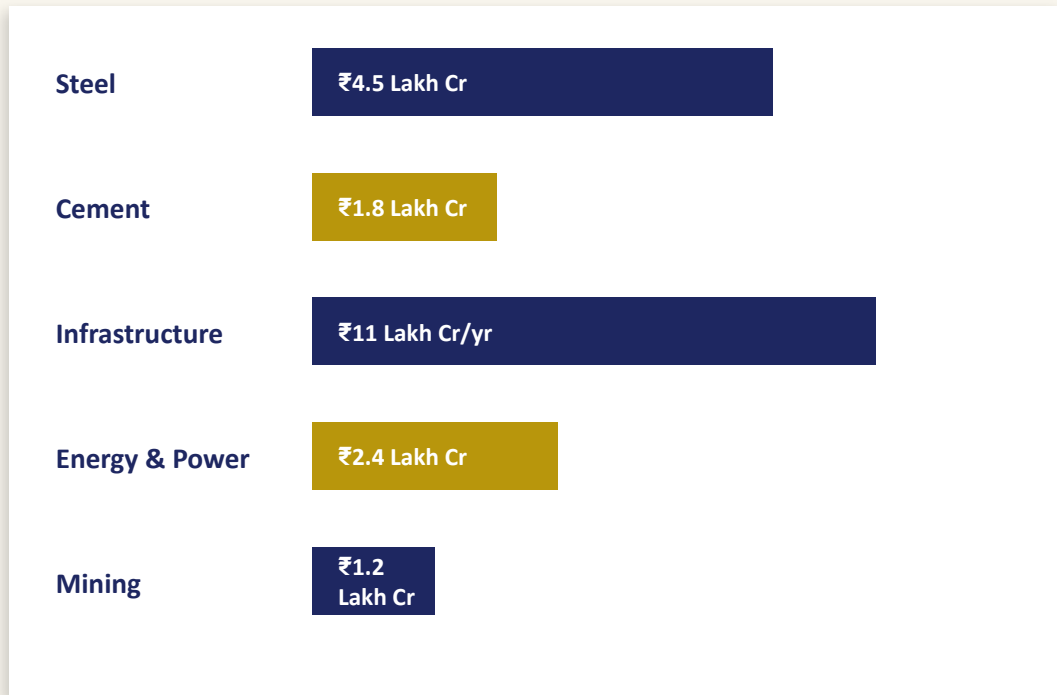 Steel
₹4.5 Lakh Cr
Cement
₹1.8 Lakh Cr
Infrastructure
₹11 Lakh Cr/yr
Energy & Power
₹2.4 Lakh Cr
Mining
₹1.2
Lakh Cr